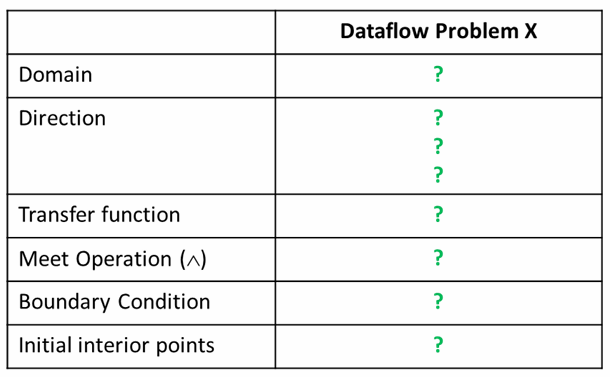 Dataflow Problem X
Domain ?
Direction ?
?
?
Transfer function ?
Meet Operation (∧) ?
Boundary Condition ?
Initial interior points ?